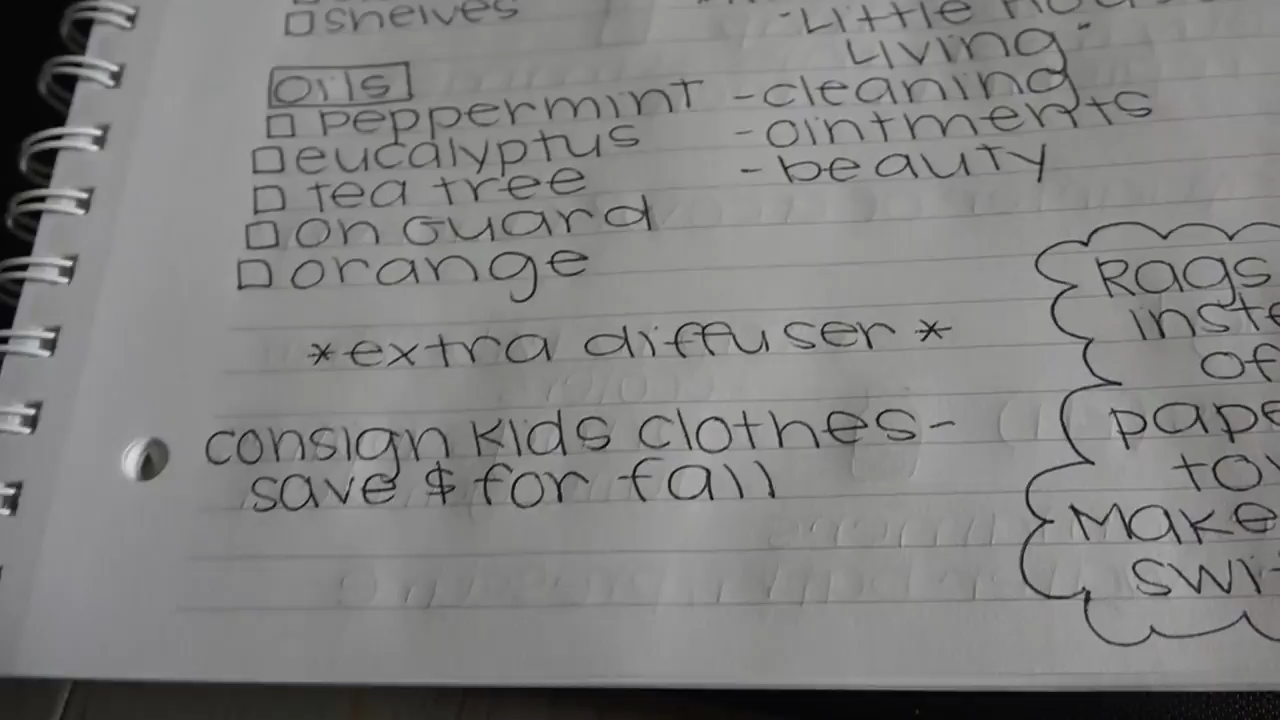 shelves
-Little
Living"
Oils
peppermint -cleaning
eucalyptus -ointments
tea tree -beauty
on guard
orange
*extra diffuser*
consign kids clothes-
save $ for fall
Rags
of
Make